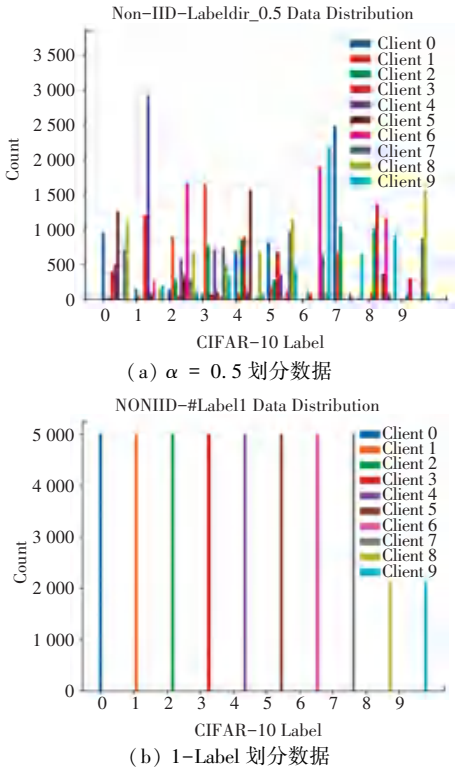 Non-IID-Labeldir_0.5 Data Distribution
3 500
3 000
2 500
2 000
1 500
1 000
500
0
Count
Client 0
Client 1
Client 2
Client 3
Client 4
Client 5
Client 6
Client 7
Client 8
Client 9
0 1 2 3 4 5 6 7 8 9
CIFAR-10 Label
(a) α = 0.5 划分数据
NONIID-#Label1 Data Distribution
5 000
4 000
3 000
2 000
1 000
0
Count
Client 0
Client 1
Client 2
Client 3
Client 4
Client 5
Client 6
Client 7
Client 8
Client 9
0 1 2 3 4 5 6 7 8 9
CIFAR-10 Label
(b) 1-Label 划分数据